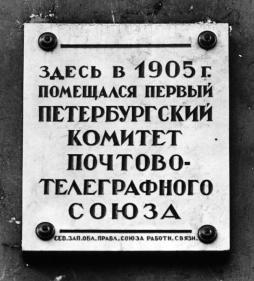 ЗДЕСЬ В 1905 Г.
ПОМЕЩАЛСЯ ПЕРВЫЙ
ПЕТЕРБУРГСКИЙ
КОМИТЕТ
ПОЧТОВО-
ТЕЛЕГРАФНОГО
СОЮЗА
СЕВ. ЗАП. ОБЛ. ПРАВЛ. СОЮЗА РАБОТН. СВЯЗИ.